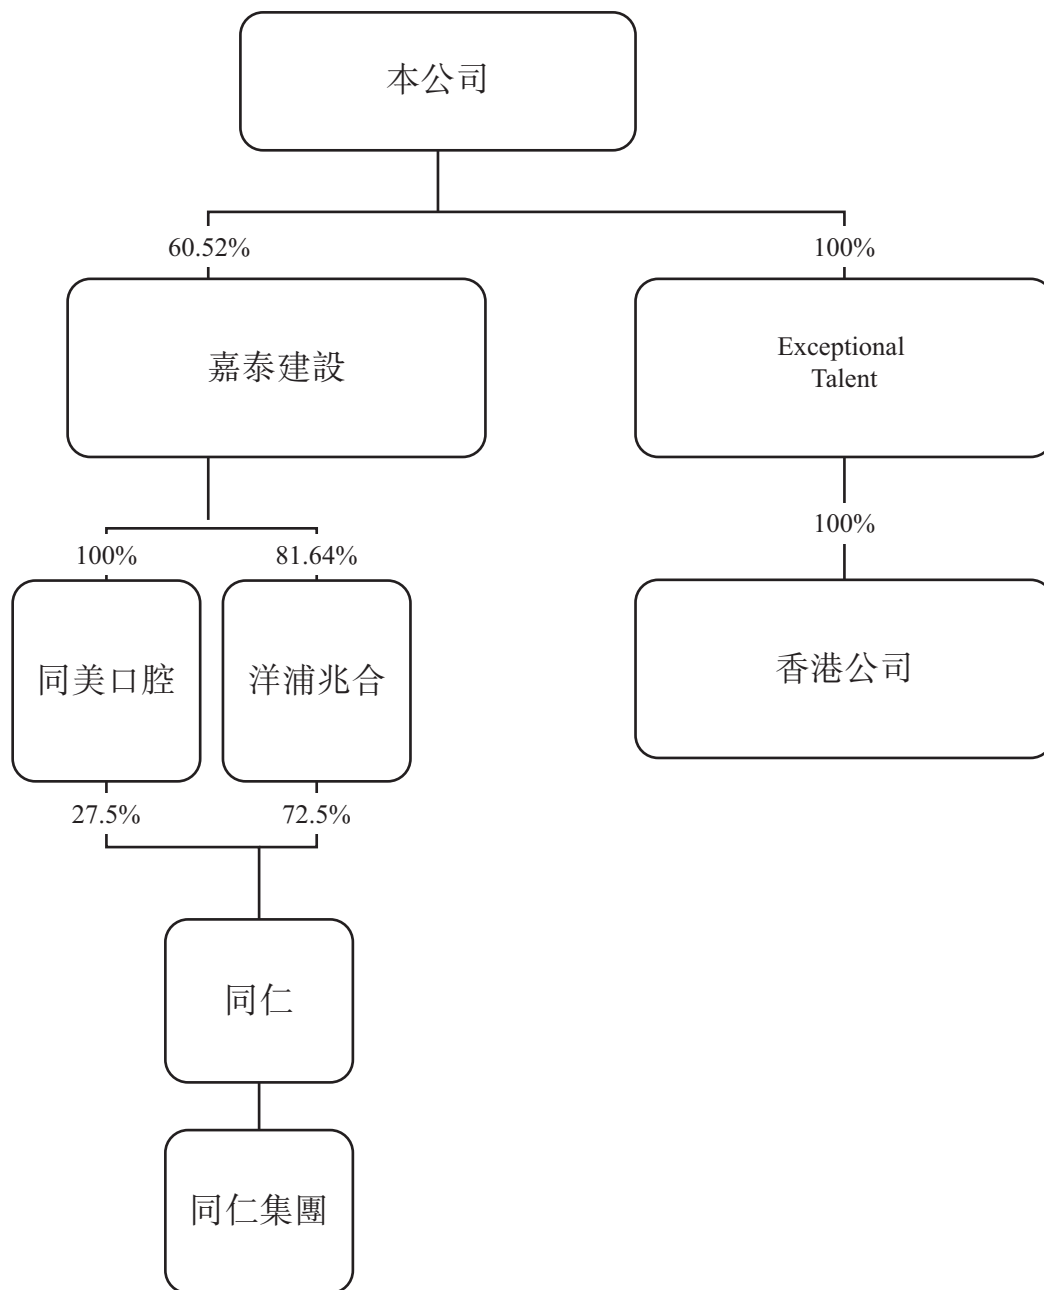 本公司
60.52%
100%
嘉泰建設
Exceptional
Talent
100%
100%
81.64%
同美口腔
洋浦兆合
香港公司
27.5%
72.5%
同仁
同仁集團